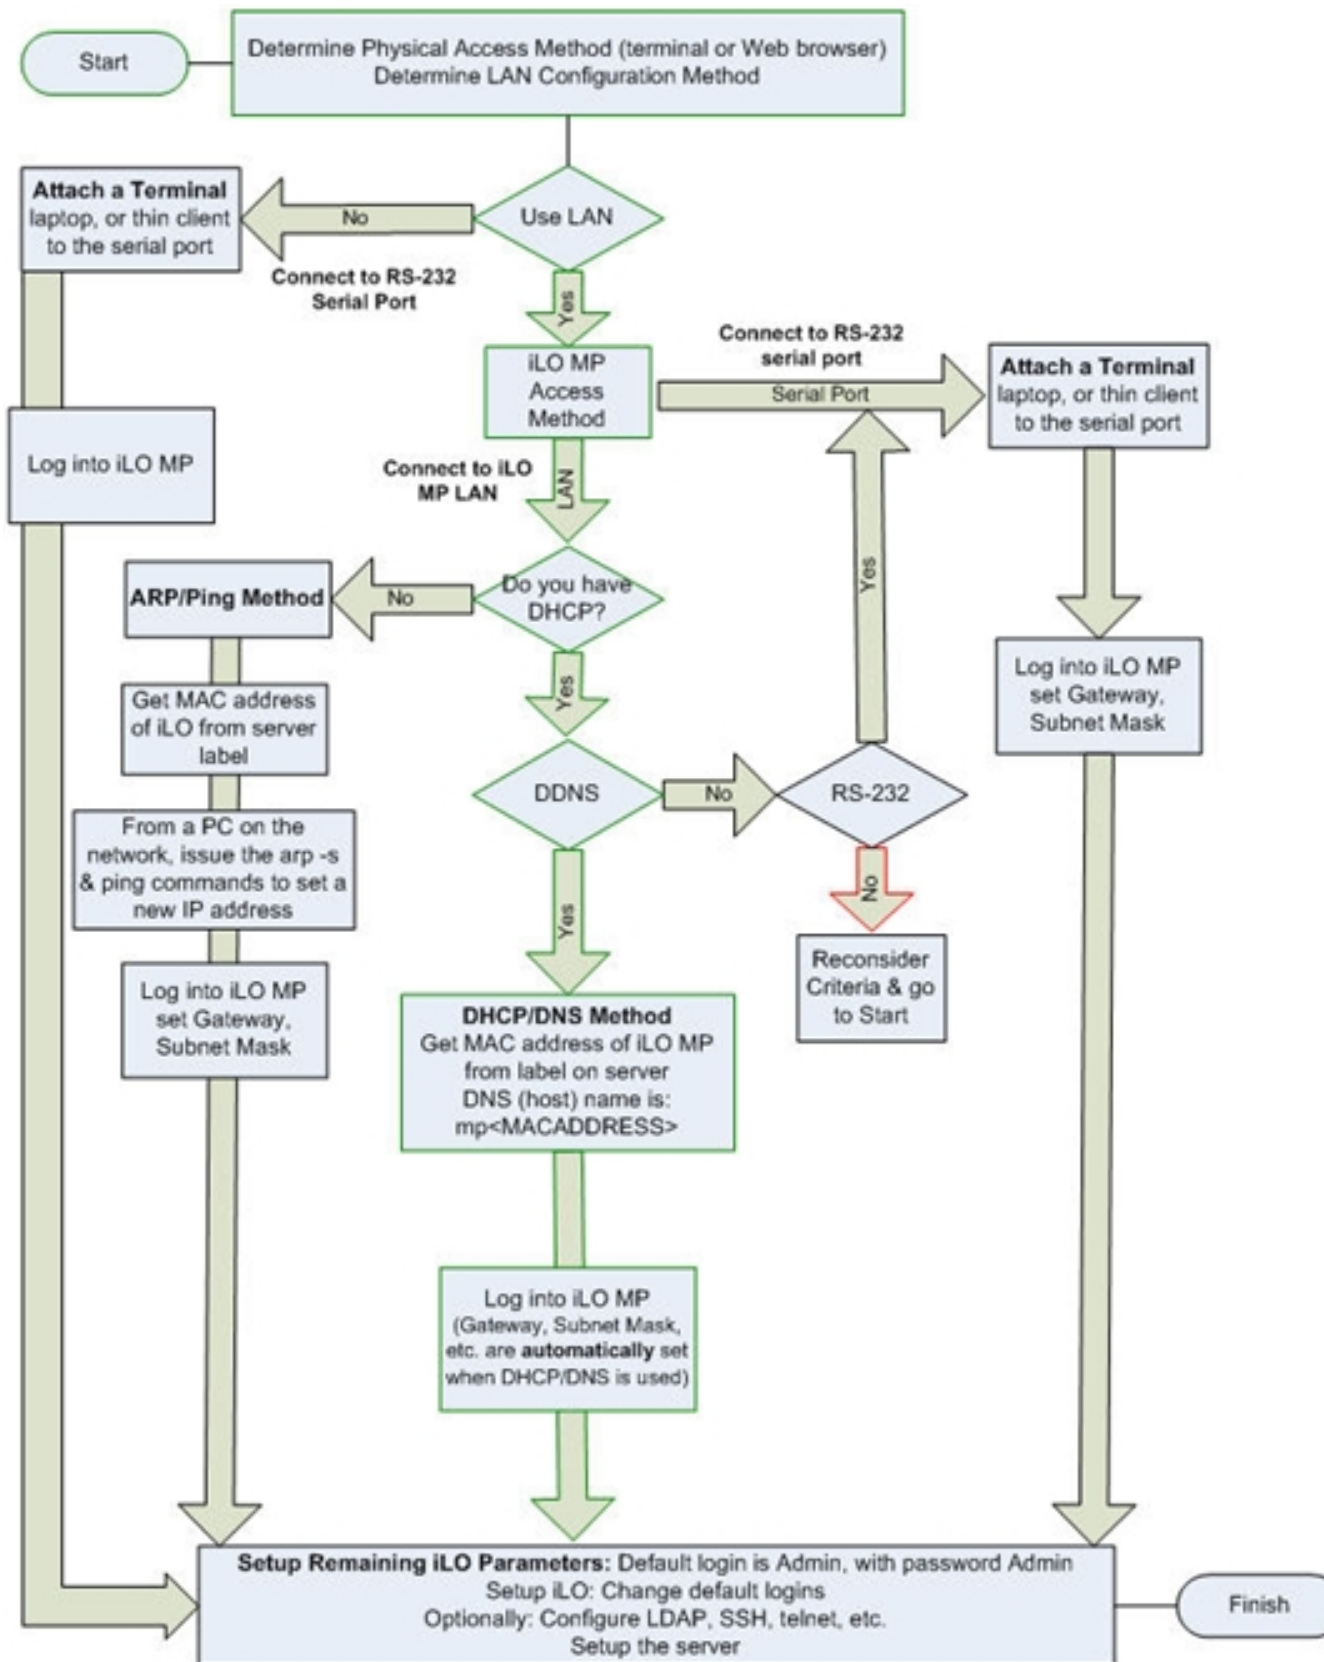 Start
Determine Physical Access Method (terminal or Web browser)
Determine LAN Configuration Method
Attach a Terminal
laptop, or thin client
to the serial port
No
Use LAN
Connect to RS-232
Serial Port
Yes
iLO MP
Access
Method
Connect to RS-232
serial port
Serial Port
Attach a Terminal
laptop, or thin client
to the serial port
Log into iLO MP
Connect to iLO
MP LAN
LAN
ARP/Ping Method
No
Do you have
DHCP?
Yes
Yes
Get MAC address
of iLO from server
label
Log into iLO MP
set Gateway,
Subnet Mask
DDNS
No
RS-232
From a PC on the
network, issue the arp -s
& ping commands to set a
new IP address
Yes
No
Reconsider
Criteria & go
to Start
Log into iLO MP
set Gateway,
Subnet Mask
DHCP/DNS Method
Get MAC address of iLO MP
from label on server
DNS (host) name is:
mp<MACADDRESS>
Log into iLO MP
(Gateway, Subnet Mask,
etc. are automatically set
when DHCP/DNS is used)
Setup Remaining iLO Parameters: Default login is Admin, with password Admin
Setup iLO: Change default logins
Optionally: Configure LDAP, SSH, telnet, etc.
Setup the server
Finish